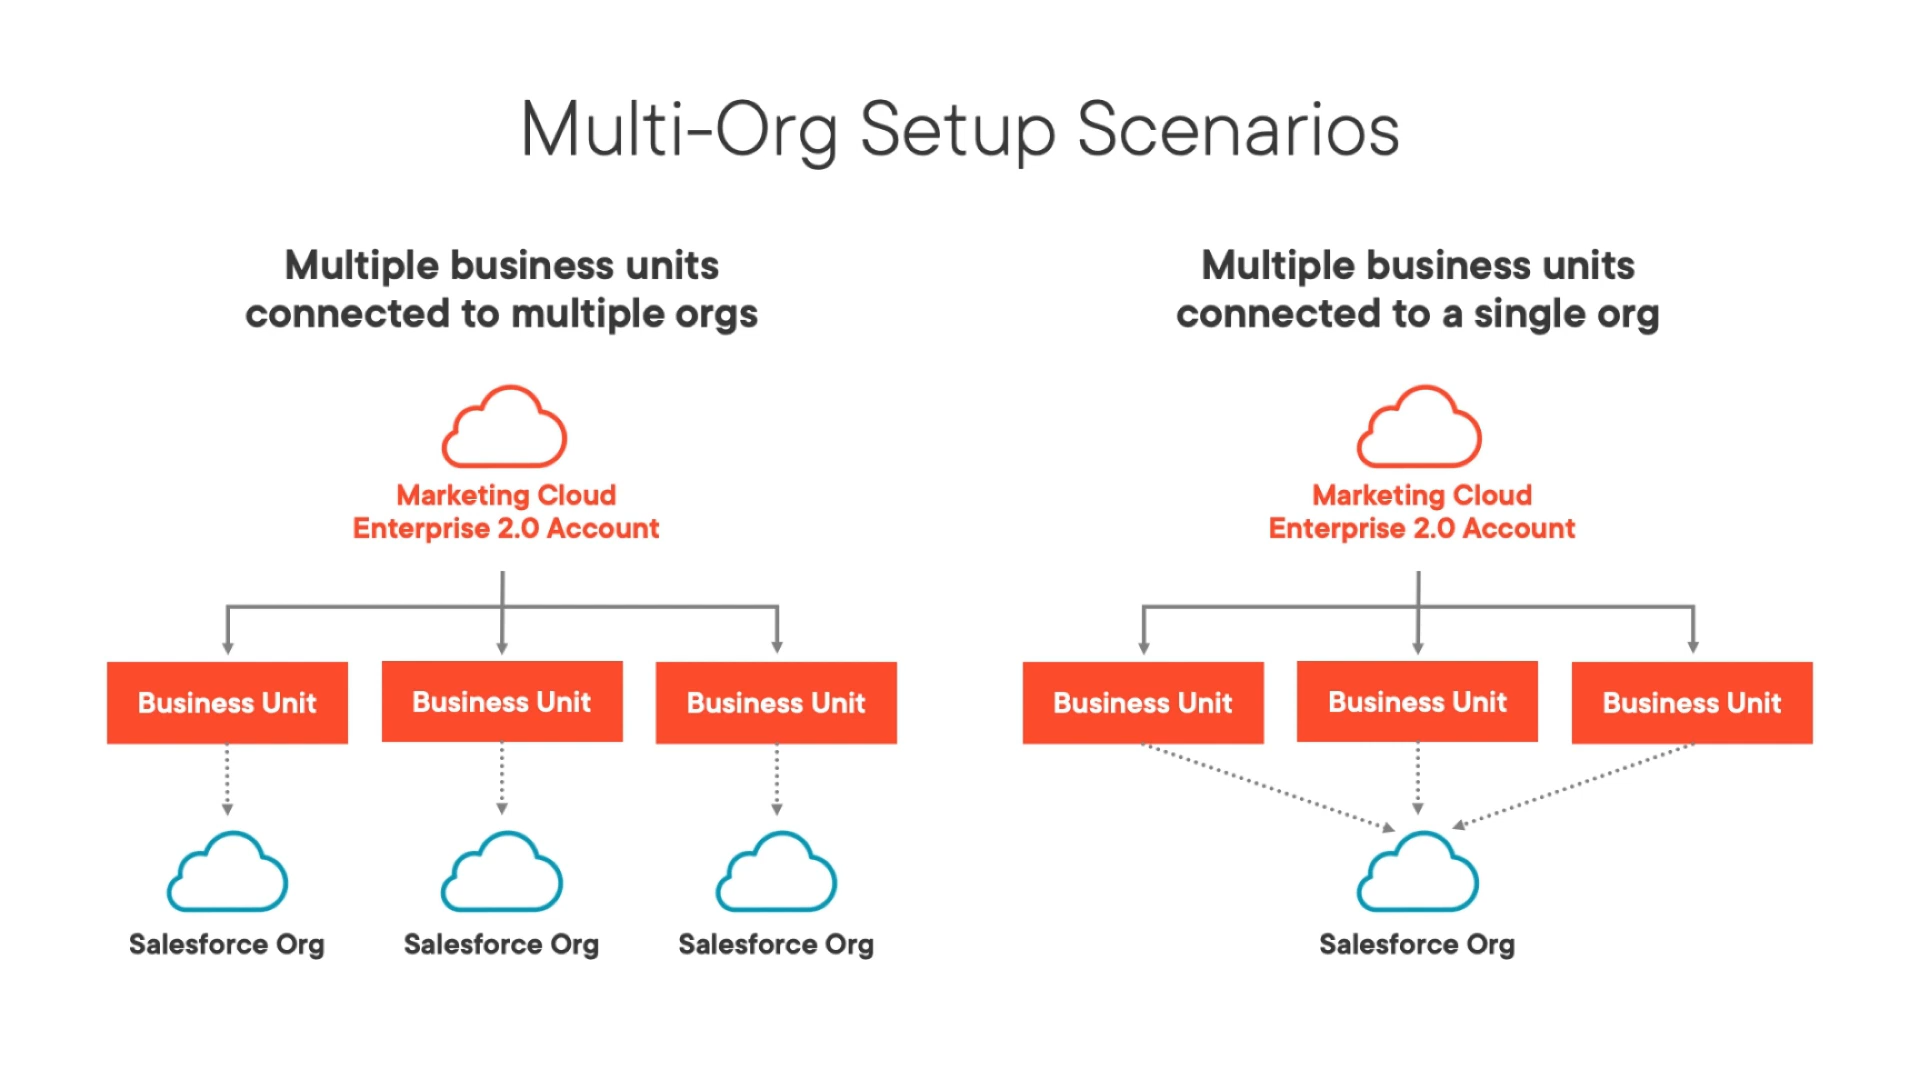 Multi-Org Setup Scenarios
Multiple business units
connected to multiple orgs
Marketing Cloud
Enterprise 2.0 Account
Business Unit
Business Unit
Business Unit
Salesforce Org
Salesforce Org
Salesforce Org
Multiple business units
connected to a single org
Marketing Cloud
Enterprise 2.0 Account
Business Unit
Business Unit
Business Unit
Salesforce Org